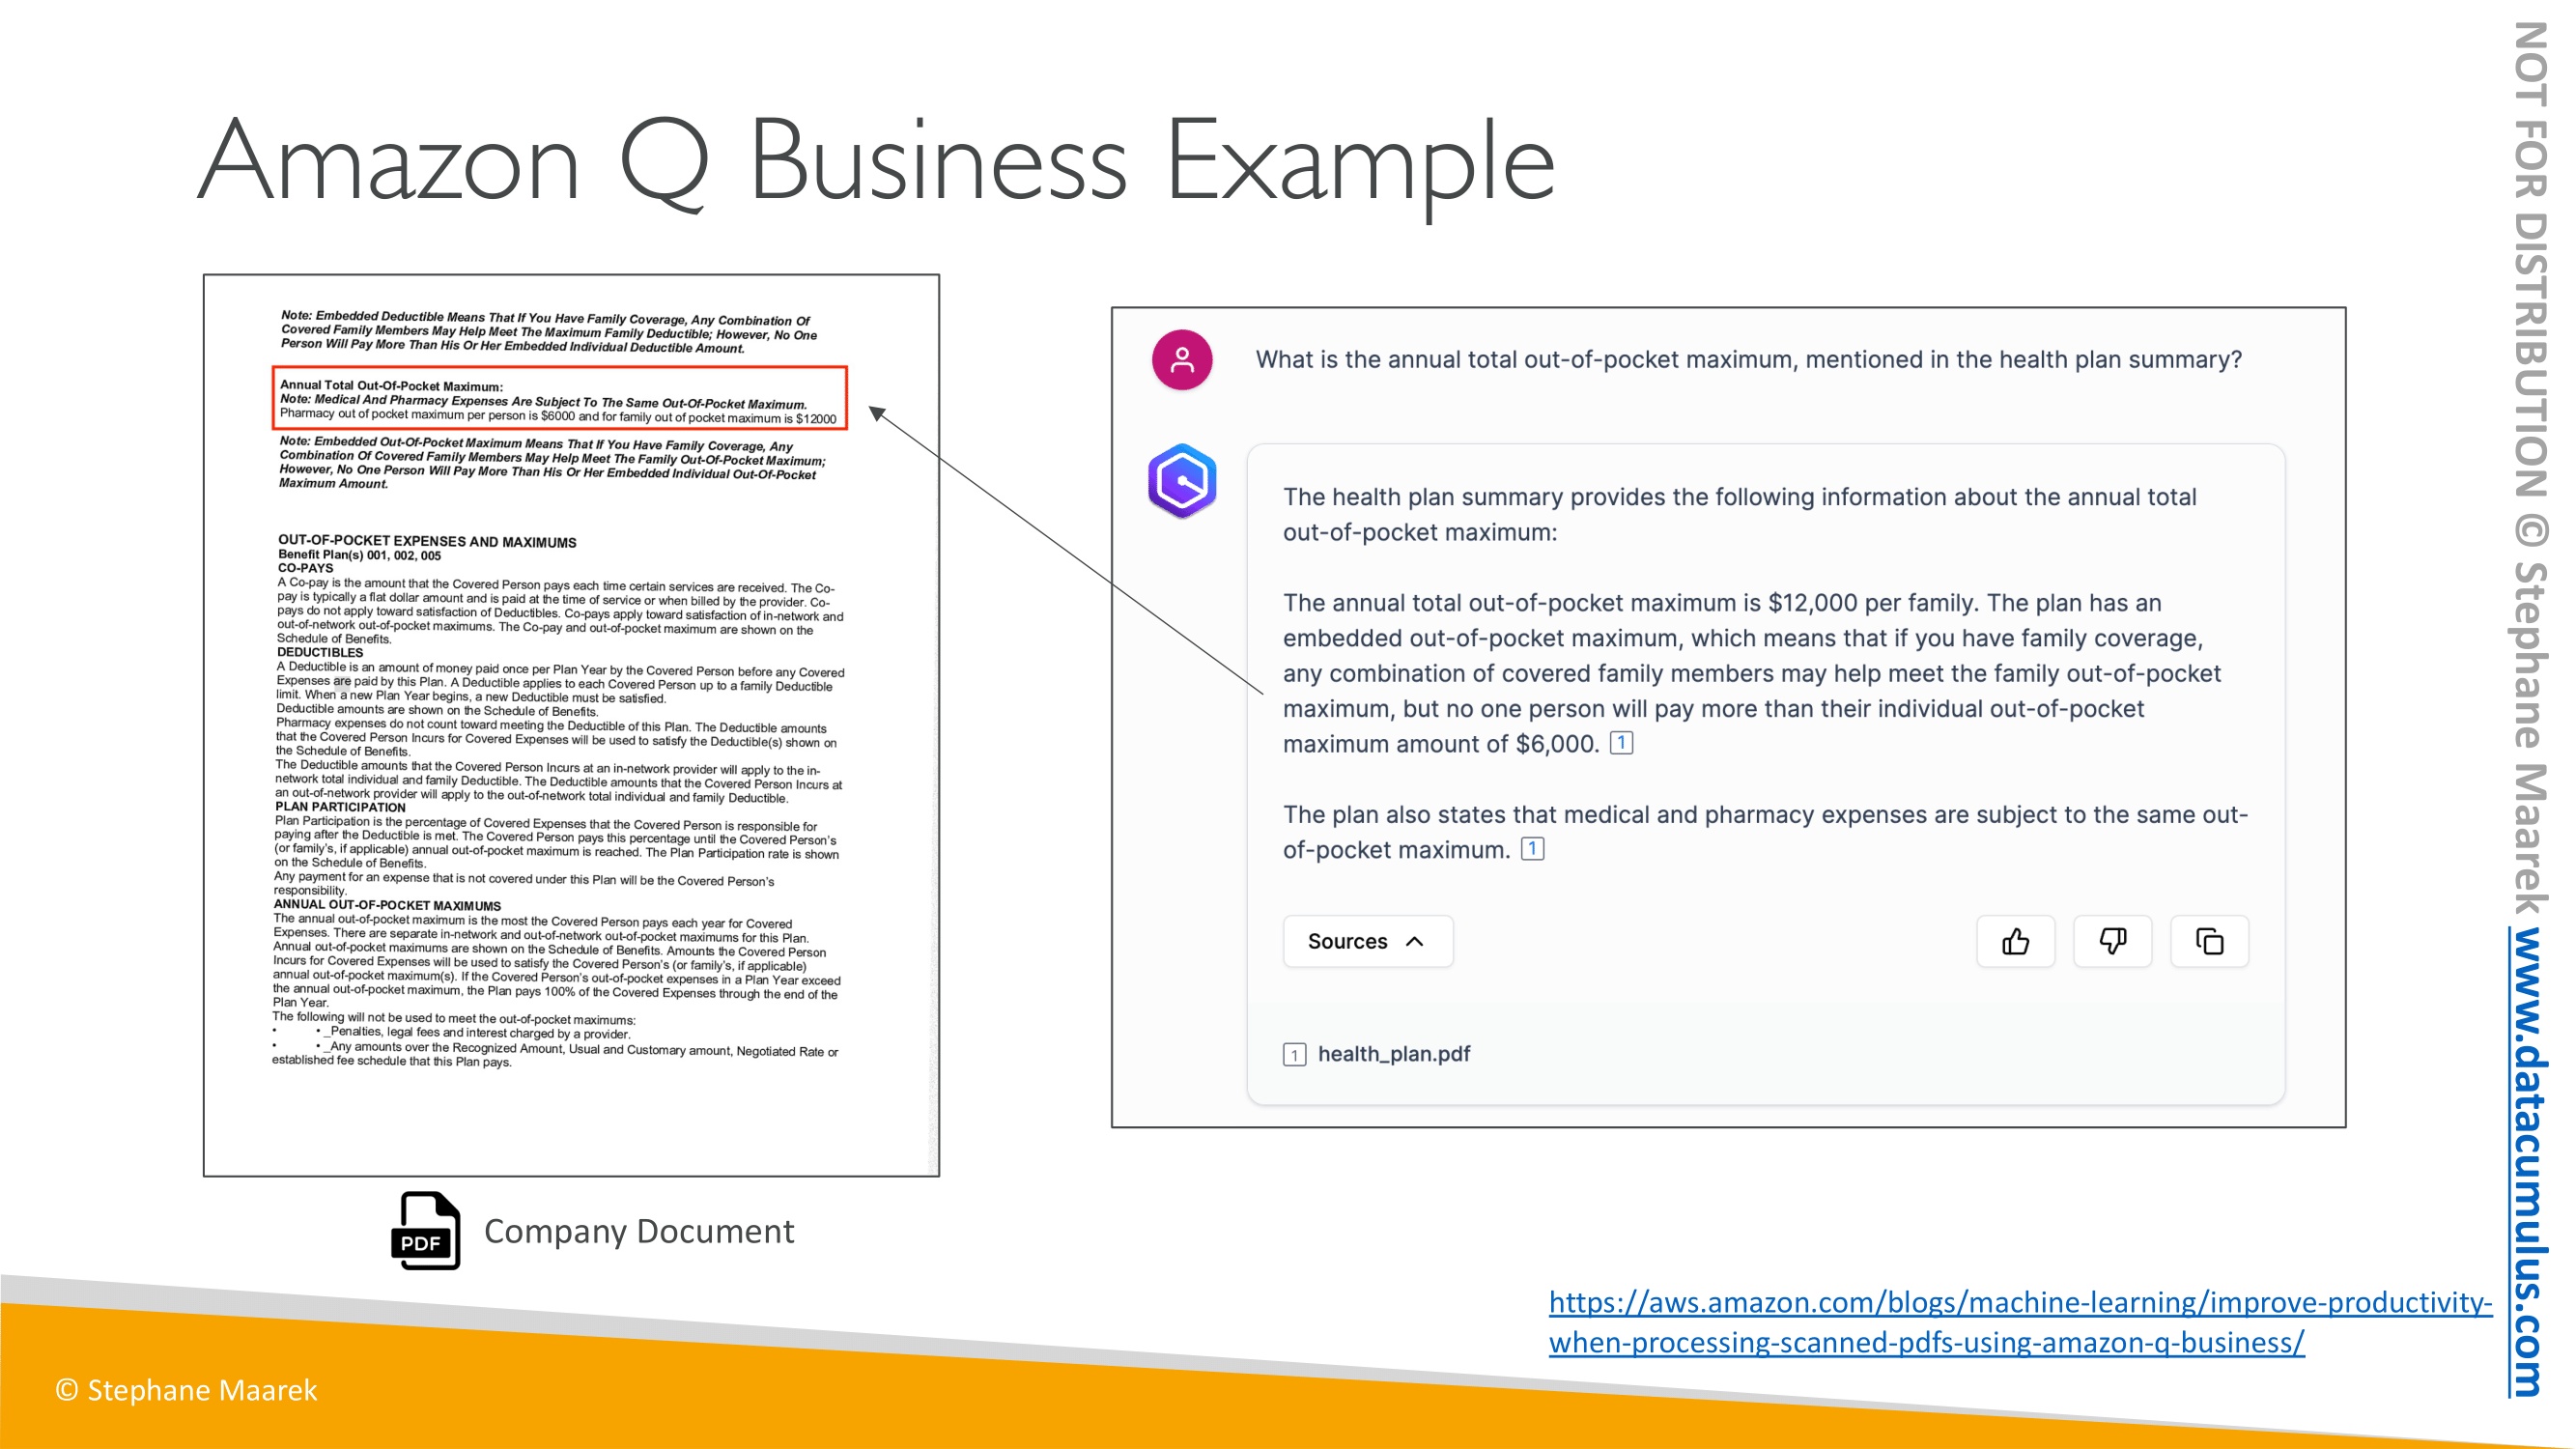 Amazon Q Business Example
Note: Embedded Deductible Means That If You Have Family Coverage, Any Combination Of
Covered Family Members May Help Meet The Maximum Family Deductible; However, No One
Person Will Pay More Than His Or Her Embedded Individual Deductible Amount.
Annual Total Out-Of-Pocket Maximum:
Note: Medical And Pharmacy Expenses Are Subject To The Same Out-Of-Pocket Maximum.
Pharmacy out of pocket maximum per person is $6000 and for family out of pocket maximum is $12000
Note: Embedded Out-Of-Pocket Maximum Means That If You Have Family Coverage, Any
Combination Of Covered Family Members May Help Meet The Family Out-Of-Pocket Maximum;
However, No One Person Will Pay More Than His Or Her Embedded Individual Out-Of-Pocket
Maximum Amount.
OUT-OF-POCKET EXPENSES AND MAXIMUMS
Benefit Plan(s) 001, 002, 005
CO-PAYS
A Co-pay is the amount that the Covered Person pays each time certain services are received. The Co-
pay is typically a flat dollar amount and is paid at the time of service or when billed by the provider. Co-
pays do not apply toward satisfaction of Deductibles. Co-pays apply toward satisfaction of in-network and
out-of-network out-of-pocket maximums. The Co-pay and out-of-pocket maximum are shown on the
Schedule of Benefits.
DEDUCTIBLES
A Deductible is an amount of money paid once per Plan Year by the Covered Person before any Covered
Expenses are paid by this Plan. A Deductible applies to each Covered Person up to a family Deductible
limit. When a new Plan Year begins, a new Deductible must be satisfied.
Deductible amounts are shown on the Schedule of Benefits.
Pharmacy expenses do not count toward meeting the Deductible of this Plan. The Deductible amounts
that the Covered Person Incurs for Covered Expenses will be used to satisfy the Deductible(s) shown on
the Schedule of Benefits.
The Deductible amounts that the Covered Person Incurs at an in-network provider will apply to the in-
network total individual and family Deductible. The Deductible amounts that the Covered Person Incurs at
an out-of-network provider will apply to the out-of-network total individual and family Deductible.
PLAN PARTICIPATION
Plan Participation is the percentage of Covered Expenses that the Covered Person is responsible for
paying after the Deductible is met. The Covered Person pays this percentage until the Covered Person's
(or family's, if applicable) annual out-of-pocket maximum is reached. The Plan Participation rate is shown
on the Schedule of Benefits.
Any payment for an expense that is not covered under this Plan will be the Covered Person's
responsibility.
ANNUAL OUT-OF-POCKET MAXIMUMS
The annual out-of-pocket maximum is the most the Covered Person pays each year for Covered
Expenses. There are separate in-network and out-of-network out-of-pocket maximums for this Plan.
Annual out-of-pocket maximums are shown on the Schedule of Benefits. Amounts the Covered Person
Incurs for Covered Expenses will be used to satisfy the Covered Person's (or family's, if applicable)
annual out-of-pocket maximum(s). If the Covered Person's out-of-pocket expenses in a Plan Year exceed
the annual out-of-pocket maximum, the Plan pays 100% of the Covered Expenses through the end of the
Plan Year.
The following will not be used to meet the out-of-pocket maximums:
• • _Penalties, legal fees and interest charged by a provider.
• • _Any amounts over the Recognized Amount, Usual and Customary amount, Negotiated Rate or
established fee schedule that this Plan pays.
PDF
Company Document
What is the annual total out-of-pocket maximum, mentioned in the health plan summary?
The health plan summary provides the following information about the annual total
out-of-pocket maximum:
The annual total out-of-pocket maximum is $12,000 per family. The plan has an
embedded out-of-pocket maximum, which means that if you have family coverage,
any combination of covered family members may help meet the family out-of-pocket
maximum, but no one person will pay more than their individual out-of-pocket
maximum amount of $6,000. 1
The plan also states that medical and pharmacy expenses are subject to the same out-
of-pocket maximum. 1
Sources
1 health_plan.pdf
https://aws.amazon.com/blogs/machine-learning/improve-productivity-
when-processing-scanned-pdfs-using-amazon-q-business/
© Stephane Maarek
NOT FOR DISTRIBUTION © Stephane Maarek www.datacumulus.com